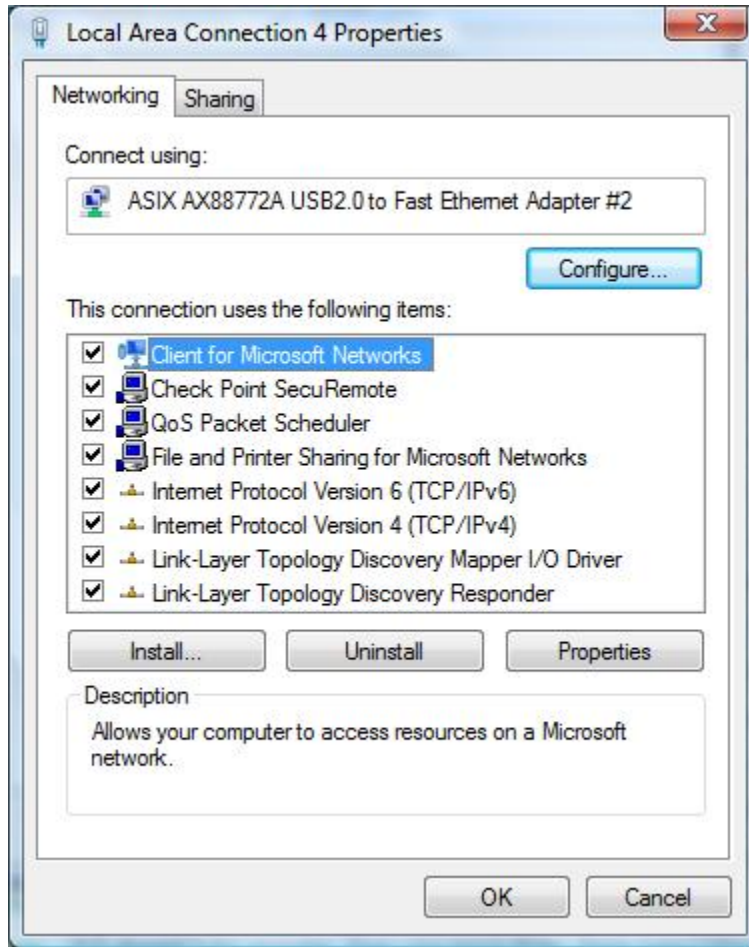 Local Area Connection 4 Properties
Networking
Sharing
Connect using:
ASIX AX88772A USB2.0 to Fast Ethernet Adapter #2
Configure...
This connection uses the following items:
Client for Microsoft Networks
Check Point SecuRemote
QoS Packet Scheduler
File and Printer Sharing for Microsoft Networks
Internet Protocol Version 6 (TCP/IPv6)
Internet Protocol Version 4 (TCP/IPv4)
Link-Layer Topology Discovery Mapper I/O Driver
Link-Layer Topology Discovery Responder
Install...
Uninstall
Properties
Description
Allows your computer to access resources on a Microsoft
network.
OK
Cancel